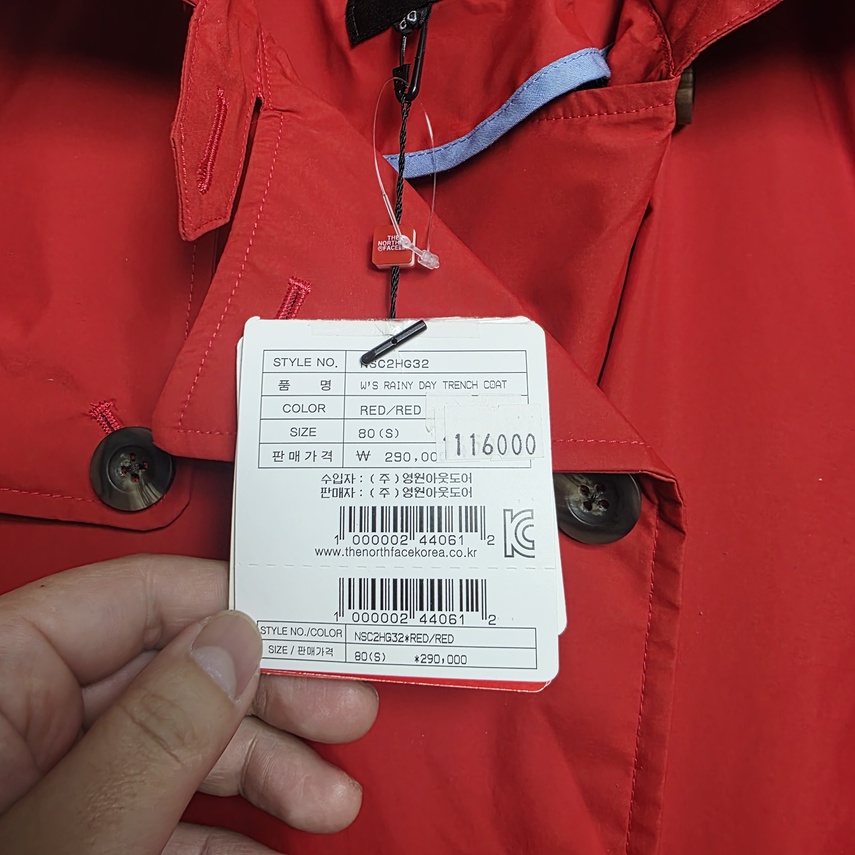 THE
NORTH
FACE
STYLE NO. NSC2HG32
품 명 W'S RAINY DAY TRENCH COAT
COLOR RED/RED
SIZE 80(S)
116000
판매가격 ₩ 290,00
수입자 : (주)영원아웃도어
판매자 : (주)영원아웃도어
1 000002 44061 2
www.thenorthfacekorea.co.kr
1 000002 44061 2
STYLE NO./COLOR NSC2HG32*RED/RED
SIZE / 판매가격 80(S) *290,000